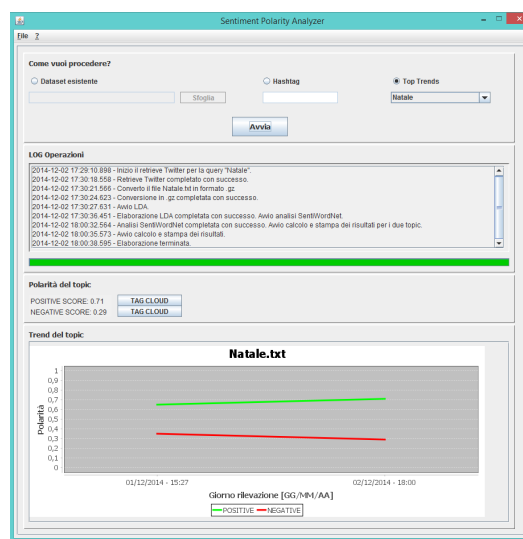 Sentiment Polarity Analyzer
File ?
Come vuoi procedere?
Dataset esistente Hashtag Top Trends
Sfoglia Natale
Avvia
LOG Operazioni
2014-12-02 17:29:10.898 - Inizio il retrieve Twitter per la query "Natale".
2014-12-02 17:30:18.558 - Retrieve Twitter completato con successo.
2014-12-02 17:30:21.566 - Converto il file Natale.txt in formato .gz
2014-12-02 17:30:24.623 - Conversione in .gz completata con successo.
2014-12-02 17:30:27.631 - Avvio LDA.
2014-12-02 17:30:36.451 - Elaborazione LDA completata con successo. Avvio analisi SentiWordNet.
2014-12-02 18:00:32.564 - Analisi SentiWordNet completata con successo. Avvio calcolo e stampa dei risultati per i due topic.
2014-12-02 18:00:35.573 - Avvio calcolo e stampa dei risultati.
2014-12-02 18:00:38.595 - Elaborazione terminata.
Polarità del topic
POSITIVE SCORE: 0.71 TAG CLOUD
NEGATIVE SCORE: 0.29 TAG CLOUD
Trend del topic
Natale.txt
1
0,9
0,8
0,7
0,6
0,5
0,4
0,3
0,2
0,1
0
Polarità
01/12/2014 - 15:27 02/12/2014 - 18:00
Giorno rilevazione [GG/MM/AA]
POSITIVE NEGATIVE